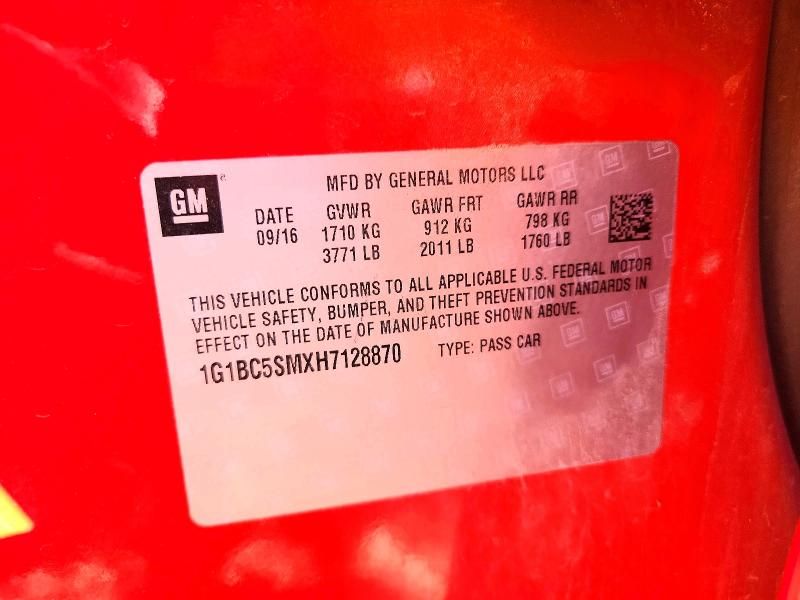 GM
MFD BY GENERAL MOTORS LLC
DATE GVWR GAWR FRT GAWR RR
09/16 1710 KG 912 KG 798 KG
3771 LB 2011 LB 1760 LB
THIS VEHICLE CONFORMS TO ALL APPLICABLE U.S. FEDERAL MOTOR
VEHICLE SAFETY, BUMPER, AND THEFT PREVENTION STANDARDS IN
EFFECT ON THE DATE OF MANUFACTURE SHOWN ABOVE.
1G1BC5SMXH7128870 TYPE: PASS CAR